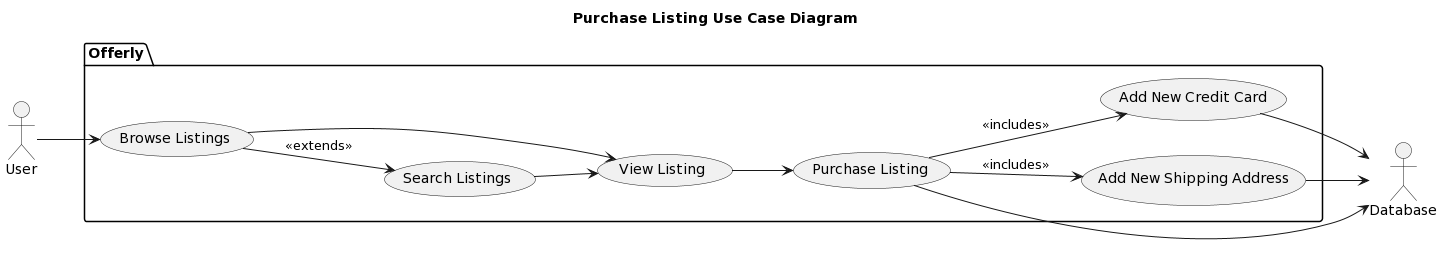 Purchase Listing Use Case Diagram
Offerly
User
Browse Listings
«extends»
Search Listings
View Listing
Purchase Listing
«includes»
«includes»
Add New Credit Card
Add New Shipping Address
Database